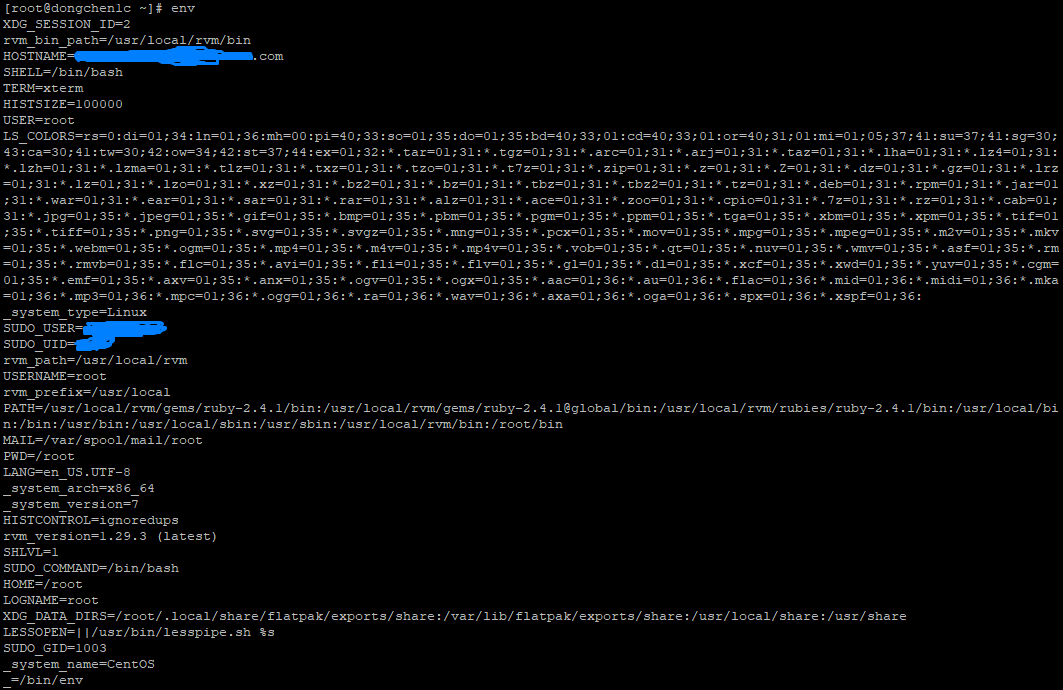 [root@dongchenlc ~]# env
XDG_SESSION_ID=2
rvm_bin_path=/usr/local/rvm/bin
HOSTNAME= .com
SHELL=/bin/bash
TERM=xterm
HISTSIZE=100000
USER=root
LS_COLORS=rs=0:di=01;34:ln=01;36:mh=00:pi=40;33:so=01;35:do=01;35:bd=40;33;01:cd=40;33;01:or=40;31;01:mi=01;05;37;41:su=37;41:sg=30;
43:ca=30;41:tw=30;42:ow=34;42:st=37;44:ex=01;32:*.tar=01;31:*.tgz=01;31:*.arc=01;31:*.arj=01;31:*.taz=01;31:*.lha=01;31:*.lz4=01;31:
*.lzh=01;31:*.lzma=01;31:*.tlz=01;31:*.txz=01;31:*.tzo=01;31:*.t7z=01;31:*.zip=01;31:*.z=01;31:*.Z=01;31:*.dz=01;31:*.gz=01;31:*.lrz
=01;31:*.lz=01;31:*.lzo=01;31:*.xz=01;31:*.bz2=01;31:*.bz=01;31:*.tbz=01;31:*.tbz2=01;31:*.tz=01;31:*.deb=01;31:*.rpm=01;31:*.jar=01
;31:*.war=01;31:*.ear=01;31:*.sar=01;31:*.rar=01;31:*.alz=01;31:*.ace=01;31:*.zoo=01;31:*.cpio=01;31:*.7z=01;31:*.rz=01;31:*.cab=01;
31:*.jpg=01;35:*.jpeg=01;35:*.gif=01;35:*.bmp=01;35:*.pbm=01;35:*.pgm=01;35:*.ppm=01;35:*.tga=01;35:*.xbm=01;35:*.xpm=01;35:*.tif=01
;35:*.tiff=01;35:*.png=01;35:*.svg=01;35:*.svgz=01;35:*.mng=01;35:*.pcx=01;35:*.mov=01;35:*.mpg=01;35:*.mpeg=01;35:*.m2v=01;35:*.mkv
=01;35:*.webm=01;35:*.ogm=01;35:*.mp4=01;35:*.m4v=01;35:*.mp4v=01;35:*.vob=01;35:*.qt=01;35:*.nuv=01;35:*.wmv=01;35:*.asf=01;35:*.rm
=01;35:*.rmvb=01;35:*.flc=01;35:*.avi=01;35:*.fli=01;35:*.flv=01;35:*.gl=01;35:*.dl=01;35:*.xcf=01;35:*.xwd=01;35:*.yuv=01;35:*.cgm=
01;35:*.emf=01;35:*.axv=01;35:*.anx=01;35:*.ogv=01;35:*.ogx=01;35:*.aac=01;36:*.au=01;36:*.flac=01;36:*.mid=01;36:*.midi=01;36:*.mka
=01;36:*.mp3=01;36:*.mpc=01;36:*.ogg=01;36:*.ra=01;36:*.wav=01;36:*.axa=01;36:*.oga=01;36:*.spx=01;36:*.xspf=01;36:
_system_type=Linux
SUDO_USER=
SUDO_UID=
rvm_path=/usr/local/rvm
USERNAME=root
rvm_prefix=/usr/local
PATH=/usr/local/rvm/gems/ruby-2.4.1/bin:/usr/local/rvm/gems/ruby-2.4.1@global/bin:/usr/local/rvm/rubies/ruby-2.4.1/bin:/usr/local/bi
n:/bin:/usr/bin:/usr/local/sbin:/usr/sbin:/usr/local/rvm/bin:/root/bin
MAIL=/var/spool/mail/root
PWD=/root
LANG=en_US.UTF-8
_system_arch=x86_64
_system_version=7
HISTCONTROL=ignoredups
rvm_version=1.29.3 (latest)
SHLVL=1
SUDO_COMMAND=/bin/bash
HOME=/root
LOGNAME=root
XDG_DATA_DIRS=/root/.local/share/flatpak/exports/share:/var/lib/flatpak/exports/share:/usr/local/share:/usr/share
LESSOPEN=||/usr/bin/lesspipe.sh %s
SUDO_GID=1003
_system_name=CentOS
_=/bin/env